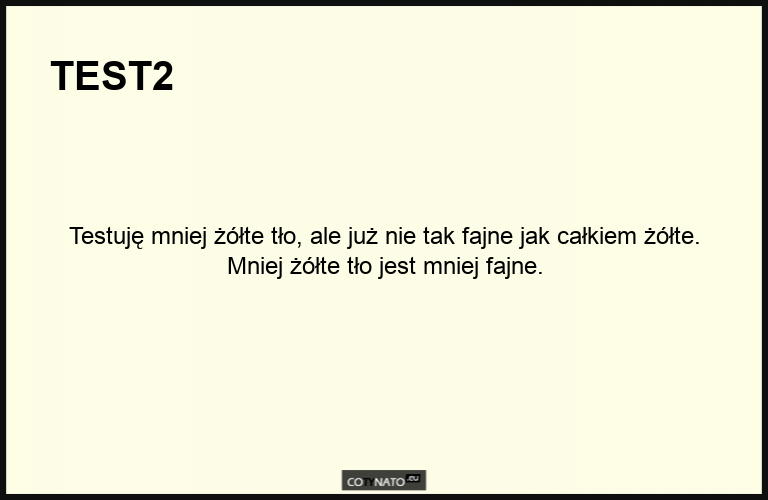 TEST2
Testuję mniej żółte tło, ale już nie tak fajne jak całkiem żółte.
Mniej żółte tło jest mniej fajne.
COTYNATO.eu